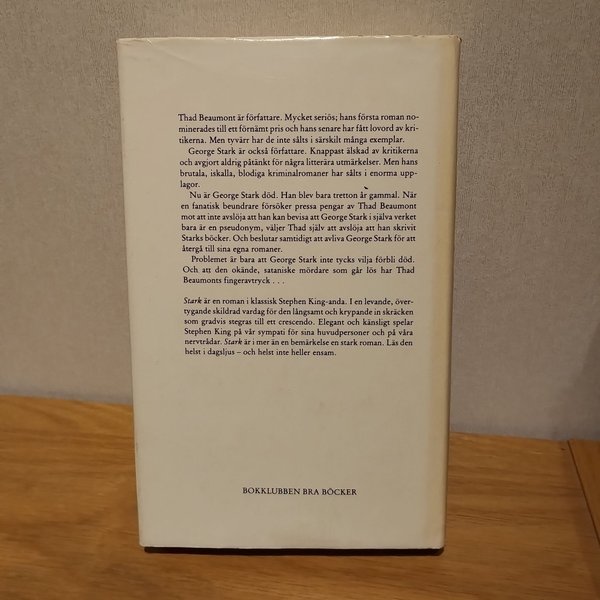 Thad Beaumont är författare. Mycket seriös; hans första roman no-
minerades till ett förnämt pris och hans senare har fått lovord av kri-
tikerna. Men tyvärr har de inte sålts i särskilt många exemplar.
George Stark är också författare. Knappast älskad av kritikerna
och avgjort aldrig påtänkt för några litterära utmärkelser. Men hans
brutala, iskalla, blodiga kriminalromaner har sålts i enorma upp-
lagor.
Nu är George Stark död. Han blev bara tretton år gammal. När
en fanatisk beundrare försöker pressa pengar av Thad Beaumont
mot att inte avslöja att han kan bevisa att George Stark i själva verket
bara är en pseudonym, väljer Thad själv att avslöja att han skrivit
Starks böcker. Och beslutar samtidigt att avliva George Stark för att
återgå till sina egna romaner.
Problemet är bara att George Stark inte tycks vilja förbli död.
Och att den okände, sataniske mördare som går lös har Thad
Beaumonts fingeravtryck . . .
Stark är en roman i klassisk Stephen King-anda. I en levande, över-
tygande skildrad vardag för den långsamt och krypande in skräcken
som gradvis stegras till ett crescendo. Elegant och känsligt spelar
Stephen King på vår sympati för sina huvudpersoner och på våra
nervtrådar. Stark är i mer än en bemärkelse en stark roman. Läs den
helst i dagsljus – och helst inte heller ensam.
BOKKLUBBEN BRA BÖCKER